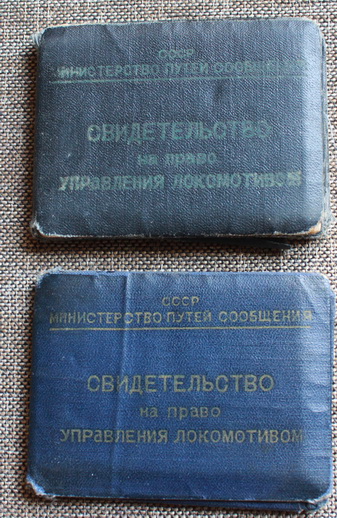 СССР
МИНИСТЕРСТВО ПУТЕЙ СООБЩЕНИЯ
СВИДЕТЕЛЬСТВО
на право
УПРАВЛЕНИЯ ЛОКОМОТИВОМ
СССР
МИНИСТЕРСТВО ПУТЕЙ СООБЩЕНИЯ
СВИДЕТЕЛЬСТВО
на право
УПРАВЛЕНИЯ ЛОКОМОТИВОМ